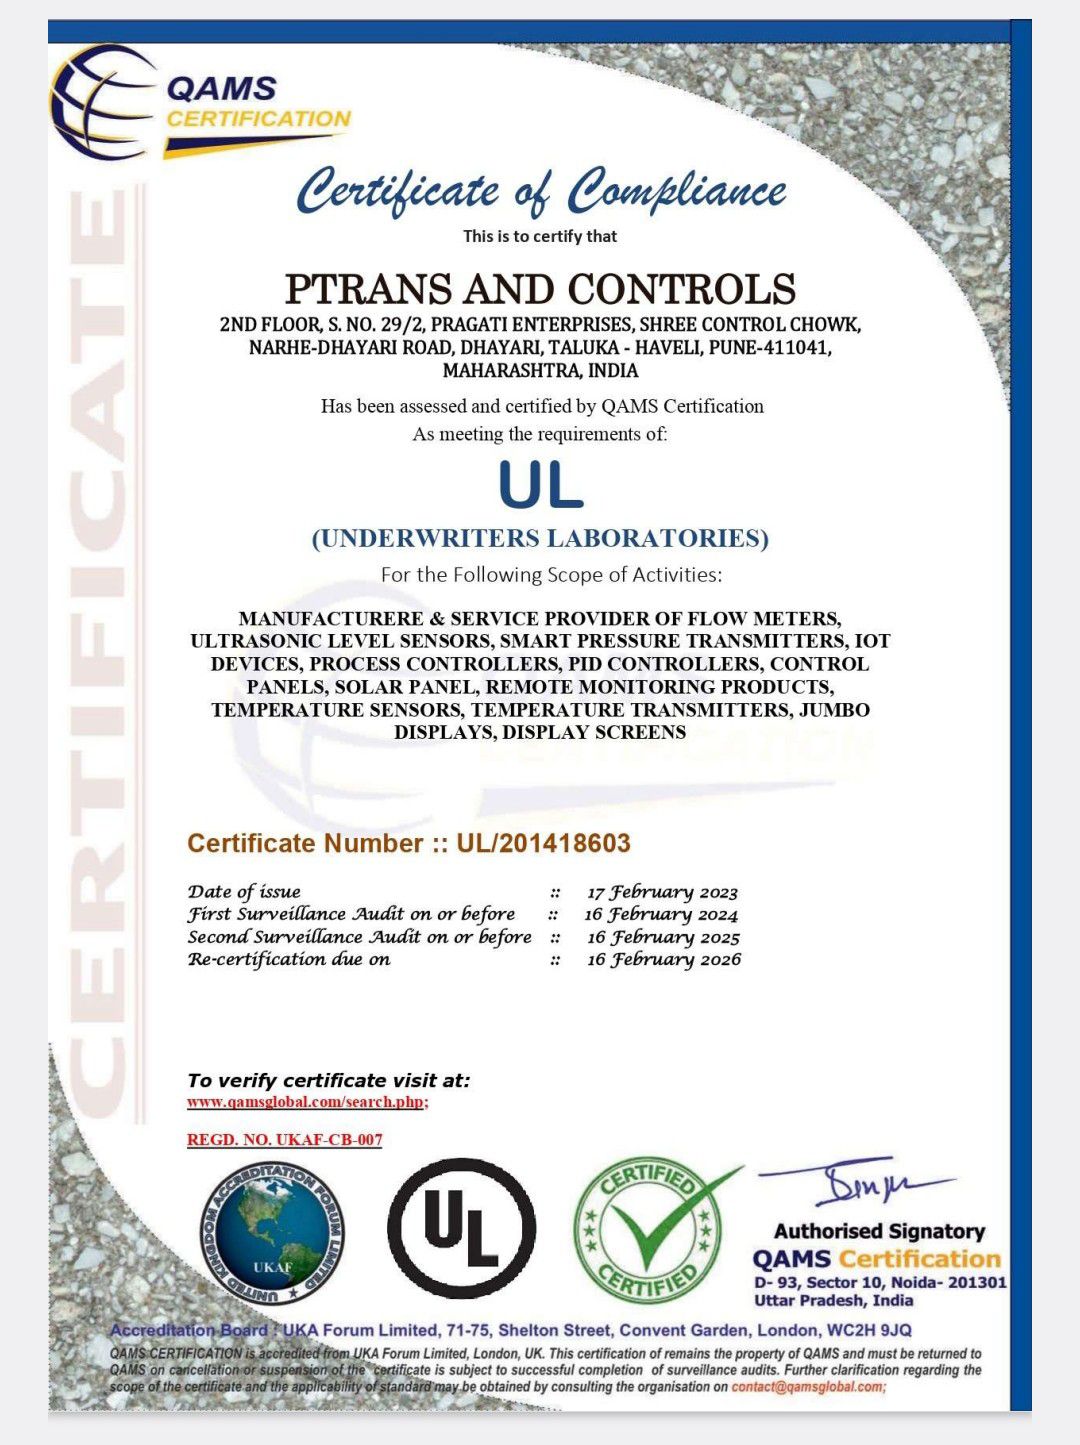 QAMS
CERTIFICATION
Certificate of Compliance
This is to certify that
PTRANS AND CONTROLS
2ND FLOOR, S. NO. 29/2, PRAGATI ENTERPRISES, SHREE CONTROL CHOWK,
NARHE-DHAYARI ROAD, DHAYARI, TALUKA - HAVELI, PUNE-411041,
MAHARASHTRA, INDIA
Has been assessed and certified by QAMS Certification
As meeting the requirements of:
UL
(UNDERWRITERS LABORATORIES)
For the Following Scope of Activities:
MANUFACTURERE & SERVICE PROVIDER OF FLOW METERS,
ULTRASONIC LEVEL SENSORS, SMART PRESSURE TRANSMITTERS, IOT
DEVICES, PROCESS CONTROLLERS, PID CONTROLLERS, CONTROL
PANELS, SOLAR PANEL, REMOTE MONITORING PRODUCTS,
TEMPERATURE SENSORS, TEMPERATURE TRANSMITTERS, JUMBO
DISPLAYS, DISPLAY SCREENS
CERTIFICATE
Certificate Number :: UL/201418603
Date of issue :: 17 February 2023
First Surveillance Audit on or before :: 16 February 2024
Second Surveillance Audit on or before :: 16 February 2025
Re-certification due on :: 16 February 2026
To verify certificate visit at:
www.qamsglobal.com/search.php;
REGD. NO. UKAF-CB-007
UNITED KINGDOM ACCREDITATION FORUM LIMITED
UKAF
UL
CERTIFIED
CERTIFIED
Authorised Signatory
QAMS Certification
D- 93, Sector 10, Noida- 201301
Uttar Pradesh, India
Accreditation Board : UKA Forum Limited, 71-75, Shelton Street, Convent Garden, London, WC2H 9JQ
QAMS CERTIFICATION is accredited from UKA Forum Limited, London, UK. This certification of remains the property of QAMS and must be returned to
QAMS on cancellation or suspension of the certificate is subject to successful completion of surveillance audits. Further clarification regarding the
scope of the certificate and the applicability of standard may be obtained by consulting the organisation on contact@qamsglobal.com;